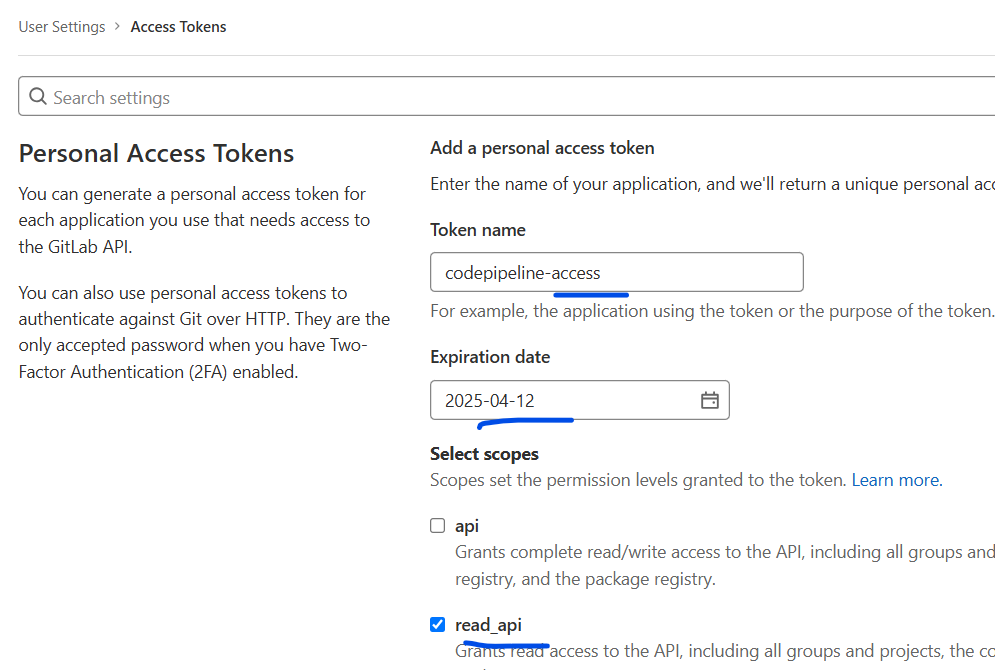 User Settings > Access Tokens
Search settings
Personal Access Tokens
You can generate a personal access token for
each application you use that needs access to
the GitLab API.
You can also use personal access tokens to
authenticate against Git over HTTP. They are the
only accepted password when you have Two-
Factor Authentication (2FA) enabled.
Add a personal access token
Enter the name of your application, and we'll return a unique personal
Token name
codepipeline-access
For example, the application using the token or the purpose of the token.
Expiration date
2025-04-12
Select scopes
Scopes set the permission levels granted to the token. Learn more.
api
Grants complete read/write access to the API, including all groups and
registry, and the package registry.
read_api
Grants read access to the API, including all groups and projects, the